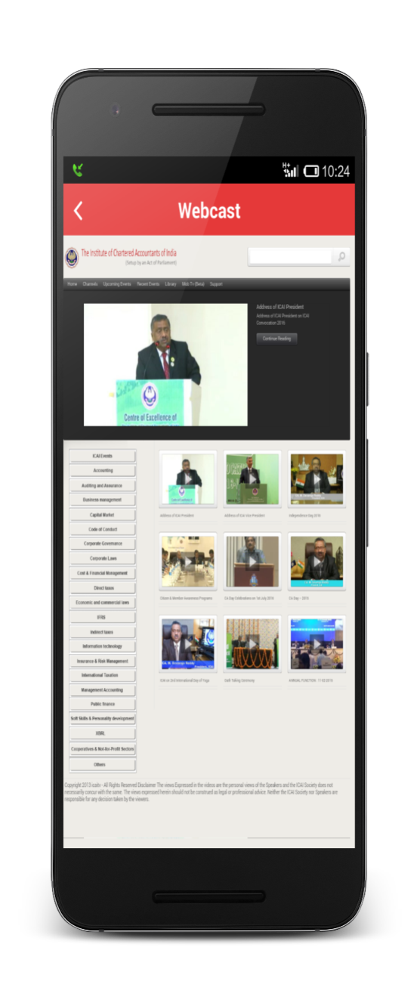 H+
10:24
Webcast
The Institute of Chartered Accountants of India
(Setup by an Act of Parliament)
Home Channels Upcoming Events Recent Events Library Web Tv (Beta) Support
Address of ICAI President
Address of ICAI President on ICAI
Convocation 2016
Continue Reading
Centre of Excellence of
ICAI Events
Accounting
Auditing and Assurance
Business management
Capital Market
Code of Conduct
Corporate Governance
Corporate Laws
Cost & Financial Management
Direct taxes
Economic and commercial laws
IFRS
Indirect taxes
Information technology
Insurance & Risk Management
International Taxation
Management Accounting
Public finance
Soft Skills & Personality development
XBRL
Cooperatives & Not-for-Profit Sectors
Others
Address of ICAI President
Address of ICAI Vice President
Independence Day 2016
Citizen & Member Awareness Programs
CA Day Celebrations on 1st July 2016
CA Day - 2016
ICAI on 2nd International Day of Yoga
Oath Taking Ceremony
ANNUAL FUNCTION - 11 02 2016
Copyright 2013 icaitv - All Rights Reserved Disclaimer The views Expressed in the videos are the personal views of the Speakers and the ICAI Society does not
necessarily concur with the same. The views expressed herein should not be construed as legal or professional advice. Neither the ICAI Society nor Speakers are
responsible for any decision taken by the viewers.